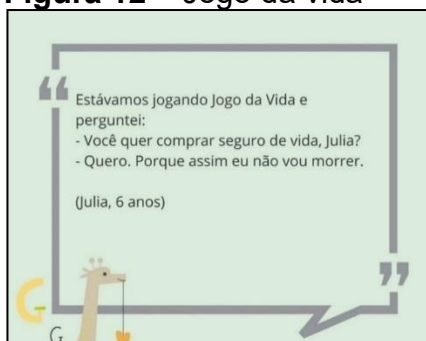 Figura 12 – Jogo da vida
“
Estávamos jogando Jogo da Vida e
perguntei:
- Você quer comprar seguro de vida, Julia?
- Quero. Porque assim eu não vou morrer.
(Julia, 6 anos)
”
G
G